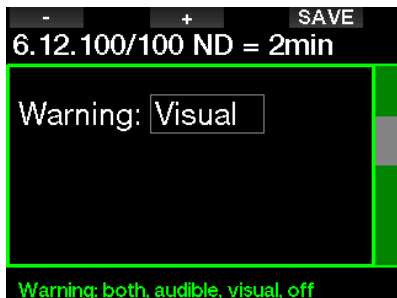 - + SAVE
6.12.100/100 ND = 2min
Warning: Visual
Warning: both, audible, visual, off